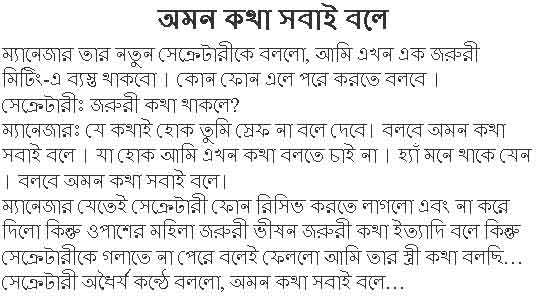 অমন কথা সবাই বলে
ম্যানেজার তার নতুন সেক্রেটারীকে বললো, আমি এখন এক জরুরী
মিটিং-এ ব্যস্ত থাকবো । কোন ফোন এলে পরে করতে বলবে ।
সেক্রেটারীঃ জরুরী কথা থাকলে?
ম্যানেজারঃ যে কথাই হোক তুমি স্রেফ না বলে দেবে। বলবে অমন কথা
সবাই বলে । যা হোক আমি এখন কথা বলতে চাই না । হ্যাঁ মনে থাকে যেন
। বলবে অমন কথা সবাই বলে।
ম্যানেজার যেতেই সেক্রেটারী ফোন রিসিভ করতে লাগলো এবং না করে
দিলো কিন্তু ওপাশের মহিলা জরুরী ভীষন জরুরী কথা ইত্যাদি বলে কিন্তু
সেক্রেটারীকে গলাতে না পেরে বলেই ফেললো আমি তার স্ত্রী কথা বলছি...
সেক্রেটারী অধৈর্য কন্ঠে বললো, অমন কথা সবাই বলে...